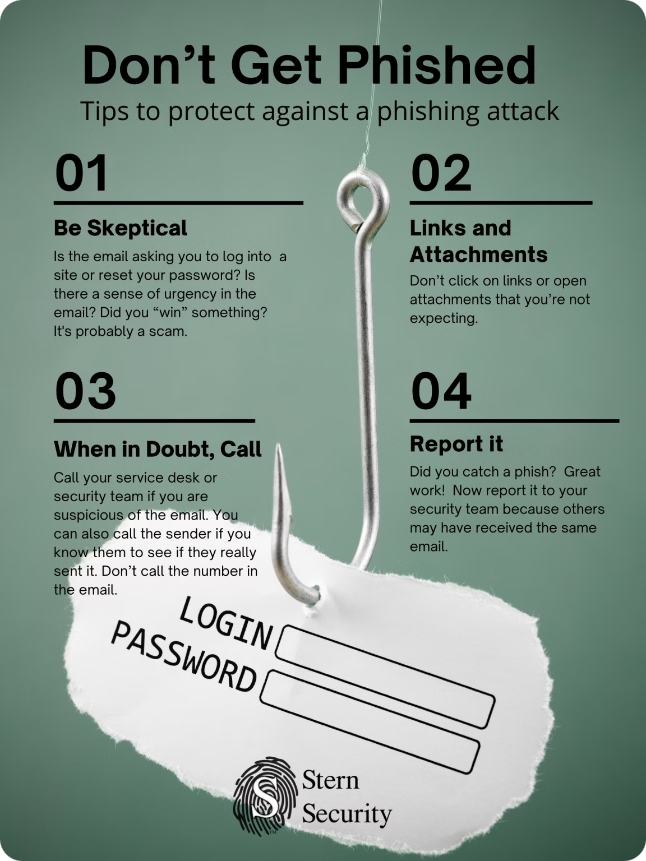 Don’t Get Phished
Tips to protect against a phishing attack
01
Be Skeptical
Is the email asking you to log into a
site or reset your password? Is
there a sense of urgency in the
email? Did you “win” something?
It's probably a scam.
02
Links and
Attachments
Don’t click on links or open
attachments that you’re not
expecting.
03
When in Doubt, Call
Call your service desk or
security team if you are
suspicious of the email. You
can also call the sender if you
know them to see if they really
sent it. Don’t call the number in
the email.
04
Report it
Did you catch a phish? Great
work! Now report it to your
security team because others
may have received the same
email.
LOGIN
PASSWORD
S
Stern
Security